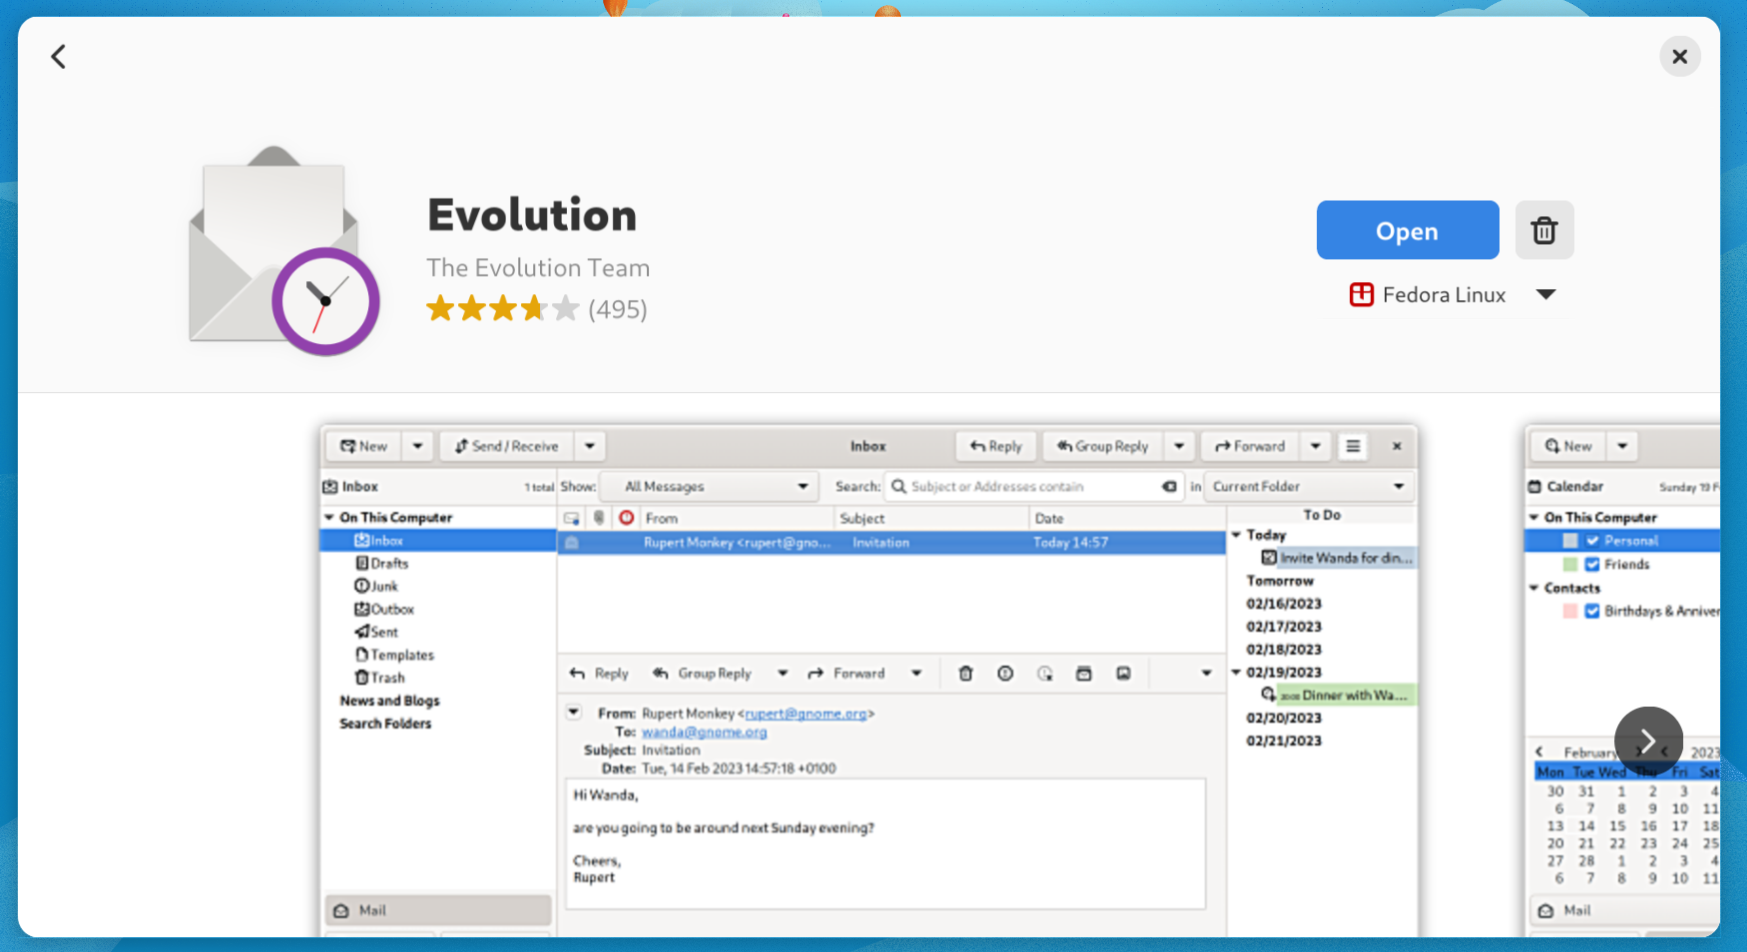 Evolution
The Evolution Team
(495)
Open
Fedora Linux
New Send / Receive Inbox Reply Group Reply Forward
Inbox 1 total Show: All Messages Search: Subject or Addresses contain in Current Folder
On This Computer
Inbox
Drafts
Junk
Outbox
Sent
Templates
Trash
News and Blogs
Search Folders
Mail
From Subject Date
Rupert Monkey <rupert@gno... Invitation Today 14:57
Reply Group Reply Forward
From: Rupert Monkey <rupert@gnome.org>
To: wanda@gnome.org
Subject: Invitation
Date: Tue, 14 Feb 2023 14:57:18 +0100
Hi Wanda,
are you going to be around next Sunday evening?
Cheers,
Rupert
To Do
Today
Invite Wanda for din...
Tomorrow
02/16/2023
02/17/2023
02/18/2023
02/19/2023
20:00 Dinner with Wa...
02/20/2023
02/21/2023
New
Calendar Sunday 19 F
On This Computer
Personal
Friends
Contacts
Birthdays & Anniver
February 2023
Mon Tue Wed Thu Fri Sat
30 31 1 2 3 4
6 7 8 9 10 11
13 14 15 16 17 18
20 21 22 23 24 25
27 28 1 2 3 4
6 7 8 9 10 11
Mail